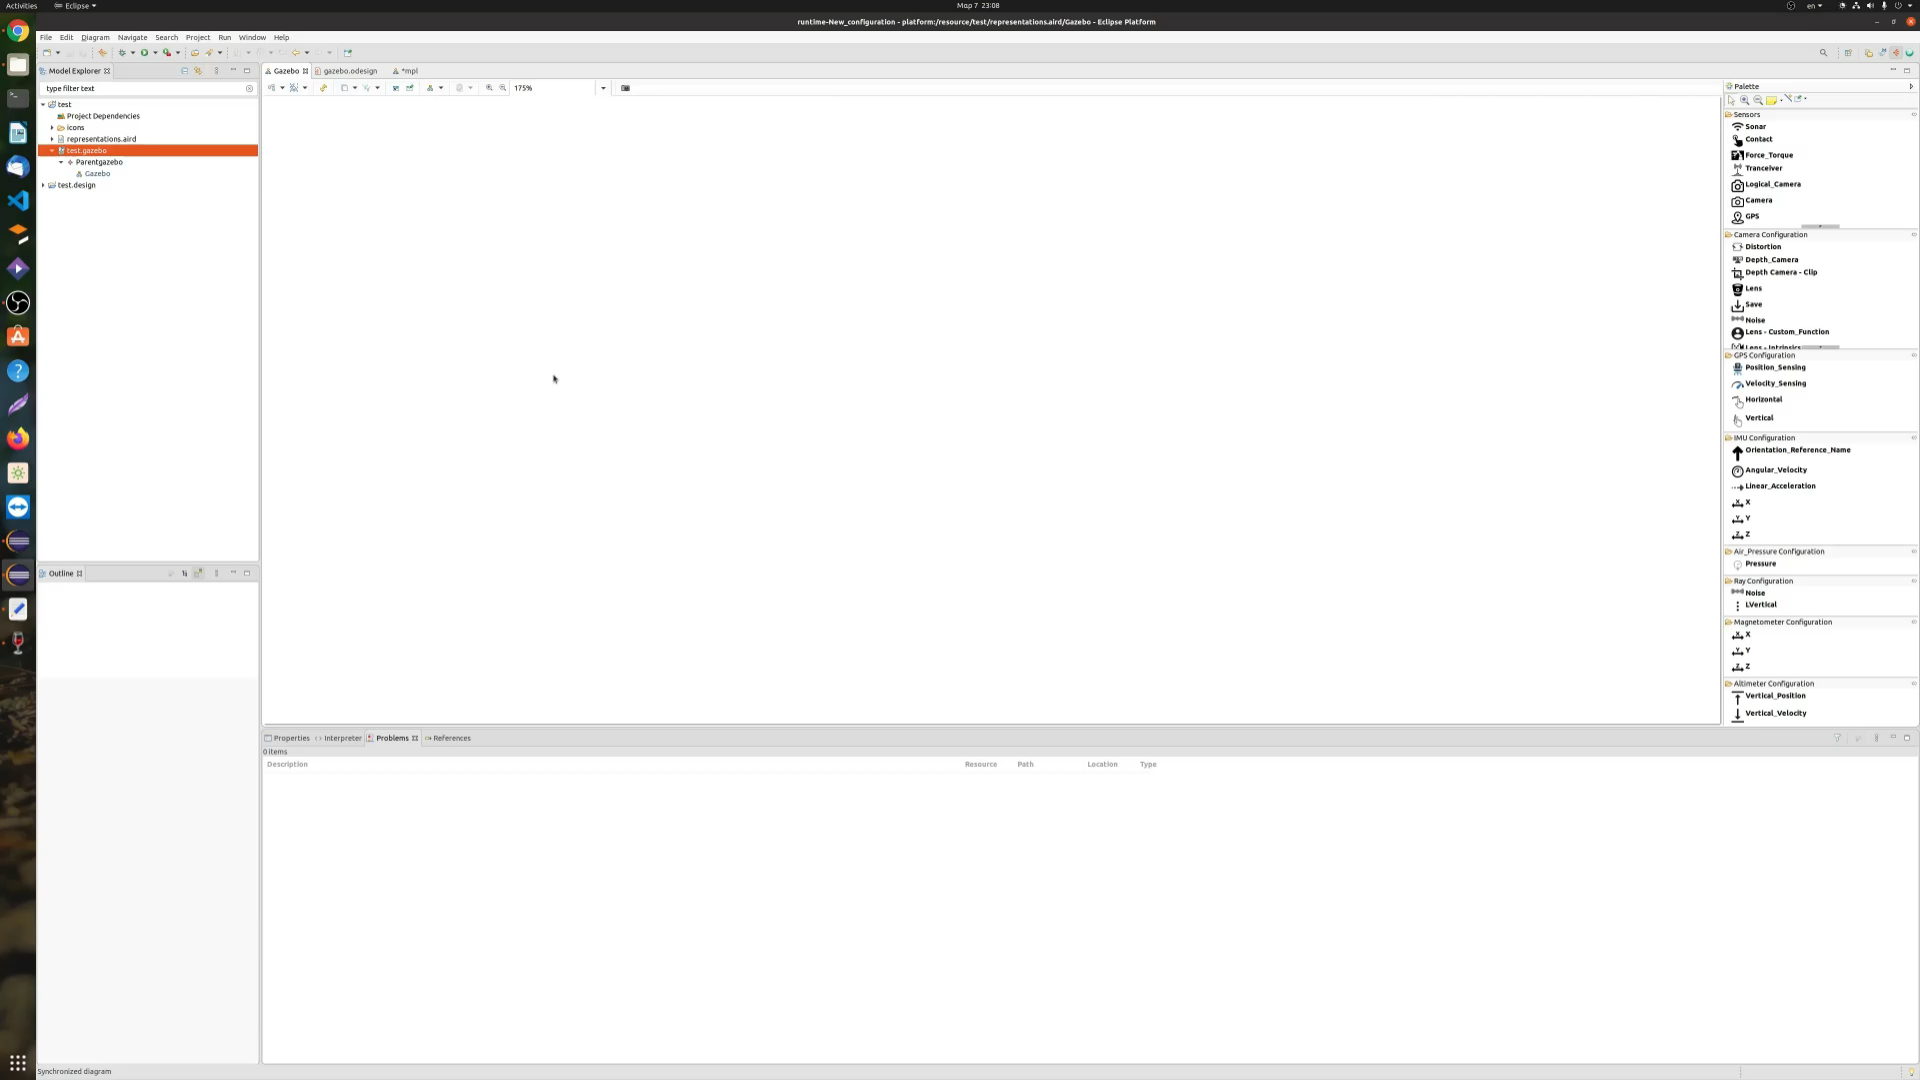 Activities
Eclipse
Μαρ 7 23:08
en
runtime-New_configuration - platform:/resource/test/representations.aird/Gazebo - Eclipse Platform
File Edit Diagram Navigate Search Project Run Window Help
Model Explorer
type filter text
test
Project Dependencies
icons
representations.aird
test.gazebo
Parentgazebo
Gazebo
test.design
Outline
Gazebo
gazebo.odesign
*mpl
175%
Palette
Sensors
Sonar
Contact
Force_Torque
Tranceiver
Logical_Camera
Camera
GPS
Camera Configuration
Distortion
Depth_Camera
Depth Camera - Clip
Lens
Save
Noise
Lens - Custom_Function
Lens - Intrinsics
GPS Configuration
Position_Sensing
Velocity_Sensing
Horizontal
Vertical
IMU Configuration
Orientation_Reference_Name
Angular_Velocity
Linear_Acceleration
X
Y
Z
Air_Pressure Configuration
Pressure
Ray Configuration
Noise
LVertical
Magnetometer Configuration
X
Y
Z
Altimeter Configuration
Vertical_Position
Vertical_Velocity
Properties
Interpreter
Problems
References
0 items
Description Resource Path Location Type
Synchronized diagram